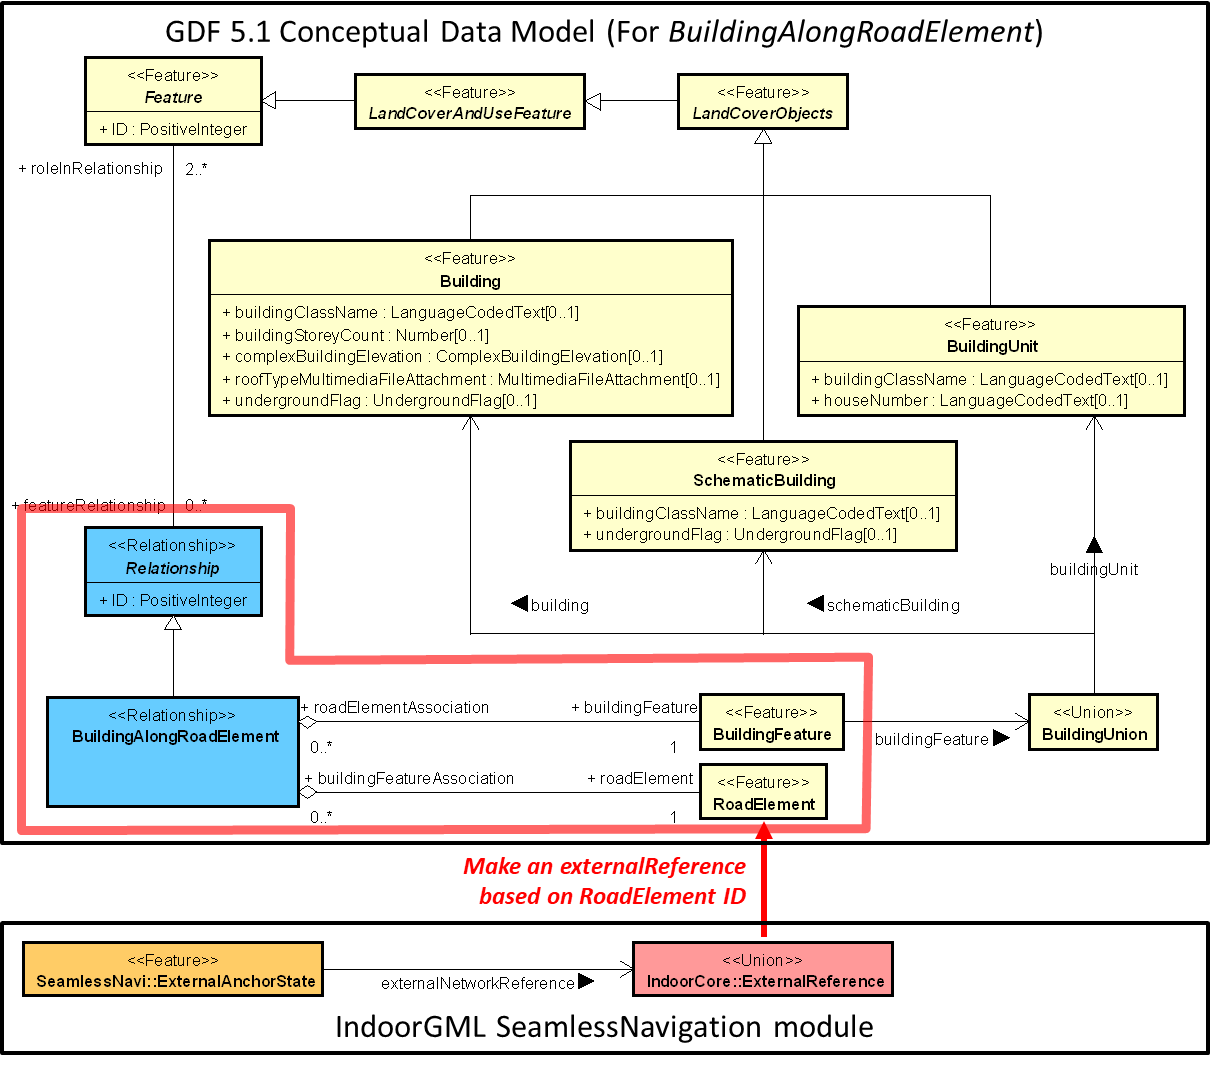 GDF 5.1 Conceptual Data Model (For BuildingAlongRoadElement)
<<Feature>>
Feature
+ ID : PositiveInteger
<<Feature>>
LandCoverAndUseFeature
<<Feature>>
LandCoverObjects
+ roleInRelationship
2..*
<<Feature>>
Building
+ buildingClassName : LanguageCodedText[0..1]
+ buildingStoreyCount : Number[0..1]
+ complexBuildingElevation : ComplexBuildingElevation[0..1]
+ roofTypeMultimediaFileAttachment : MultimediaFileAttachment[0..1]
+ undergroundFlag : UndergroundFlag[0..1]
<<Feature>>
BuildingUnit
+ buildingClassName : LanguageCodedText[0..1]
+ houseNumber : LanguageCodedText[0..1]
<<Feature>>
SchematicBuilding
+ buildingClassName : LanguageCodedText[0..1]
+ undergroundFlag : UndergroundFlag[0..1]
+ featureRelationship
0..*
<<Relationship>>
Relationship
+ ID : PositiveInteger
buildingUnit
building
schematicBuilding
<<Relationship>>
BuildingAlongRoadElement
+ roadElementAssociation
0..*
+ buildingFeature
1
<<Feature>>
BuildingFeature
buildingFeature
<<Union>>
BuildingUnion
+ buildingFeatureAssociation
0..*
+ roadElement
1
<<Feature>>
RoadElement
Make an externalReference
based on RoadElement ID
<<Feature>>
SeamlessNavi::ExternalAnchorState
externalNetworkReference
<<Union>>
IndoorCore::ExternalReference
IndoorGML SeamlessNavigation module